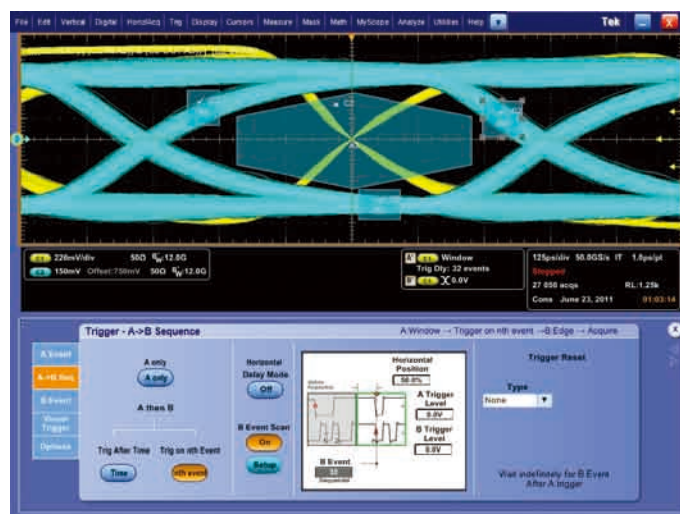 File Edit Vertical Digital Horiz/Acq Trig Display Cursors Measure Mask Math MyScope Analyze Utilities Help Tek X
C2
220mV/div 50Ω BW:12.0G
150mV Offset:750mV 50Ω BW:12.0G
A' C1 Window
Trig Dly: 32 events
B' C1 0.0V
125ps/div 50.0GS/s IT 1.0ps/pt
Stopped
27 050 acqs RL:1.25k
Cons June 23, 2011 01:03:14
Trigger - A->B Sequence A Window → Trigger on nth event →B Edge → Acquire X
A Event
A->B Seq
B Event
Visual Trigger
Options
A only
A only
A then B
Trig After Time Trig on nth Event
Time nth event
Horizontal
Delay Mode
Off
B Event Scan
On
Setup
Horizontal
Position
50.0%
A Trigger
Level
0.0V
B Trigger
Level
0.0V
B Event
32
Trigger Reset
Type
None
Wait indefinitely for B Event
After A trigger